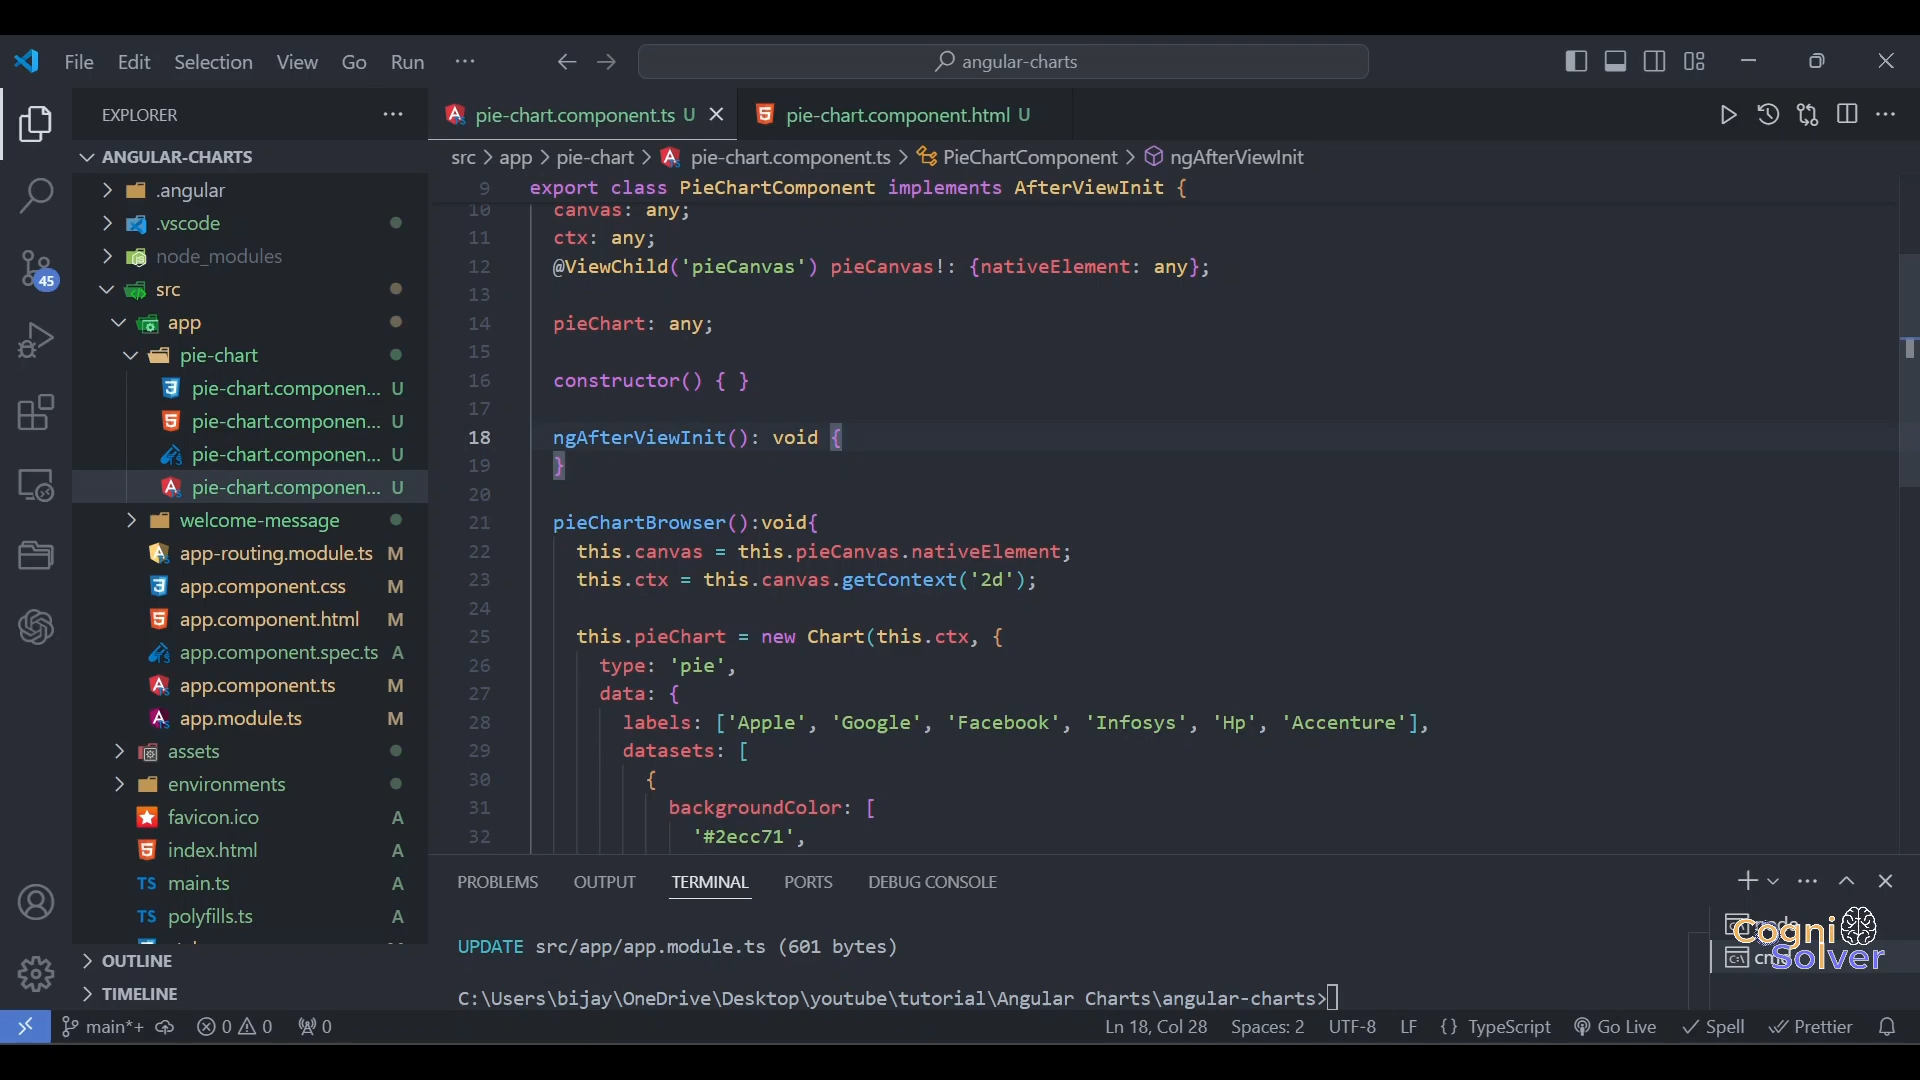 File Edit Selection View Go Run ··· angular-charts
EXPLORER ···
ANGULAR-CHARTS
.angular
.vscode
node_modules
src
app
pie-chart
pie-chart.componen... U
pie-chart.componen... U
pie-chart.componen... U
pie-chart.componen... U
welcome-message
app-routing.module.ts M
app.component.css M
app.component.html M
app.component.spec.ts A
app.component.ts M
app.module.ts M
assets
environments
favicon.ico A
index.html A
main.ts A
polyfills.ts A
OUTLINE
TIMELINE
45
pie-chart.component.ts U pie-chart.component.html U
src > app > pie-chart > pie-chart.component.ts > PieChartComponent > ngAfterViewInit
9 export class PieChartComponent implements AfterViewInit {
10 canvas: any;
11 ctx: any;
12 @ViewChild('pieCanvas') pieCanvas!: {nativeElement: any};
13
14 pieChart: any;
15
16 constructor() { }
17
18 ngAfterViewInit(): void {
19 }
20
21 pieChartBrowser():void{
22 this.canvas = this.pieCanvas.nativeElement;
23 this.ctx = this.canvas.getContext('2d');
24
25 this.pieChart = new Chart(this.ctx, {
26 type: 'pie',
27 data: {
28 labels: ['Apple', 'Google', 'Facebook', 'Infosys', 'Hp', 'Accenture'],
29 datasets: [
30 {
31 backgroundColor: [
32 '#2ecc71',
PROBLEMS OUTPUT TERMINAL PORTS DEBUG CONSOLE
UPDATE src/app/app.module.ts (601 bytes)
C:\Users\bijay\OneDrive\Desktop\youtube\tutorial\Angular Charts\angular-charts>
Cogni
Solver
main*+ 0 0 0 Ln 18, Col 28 Spaces: 2 UTF-8 LF {} TypeScript Go Live Spell Prettier